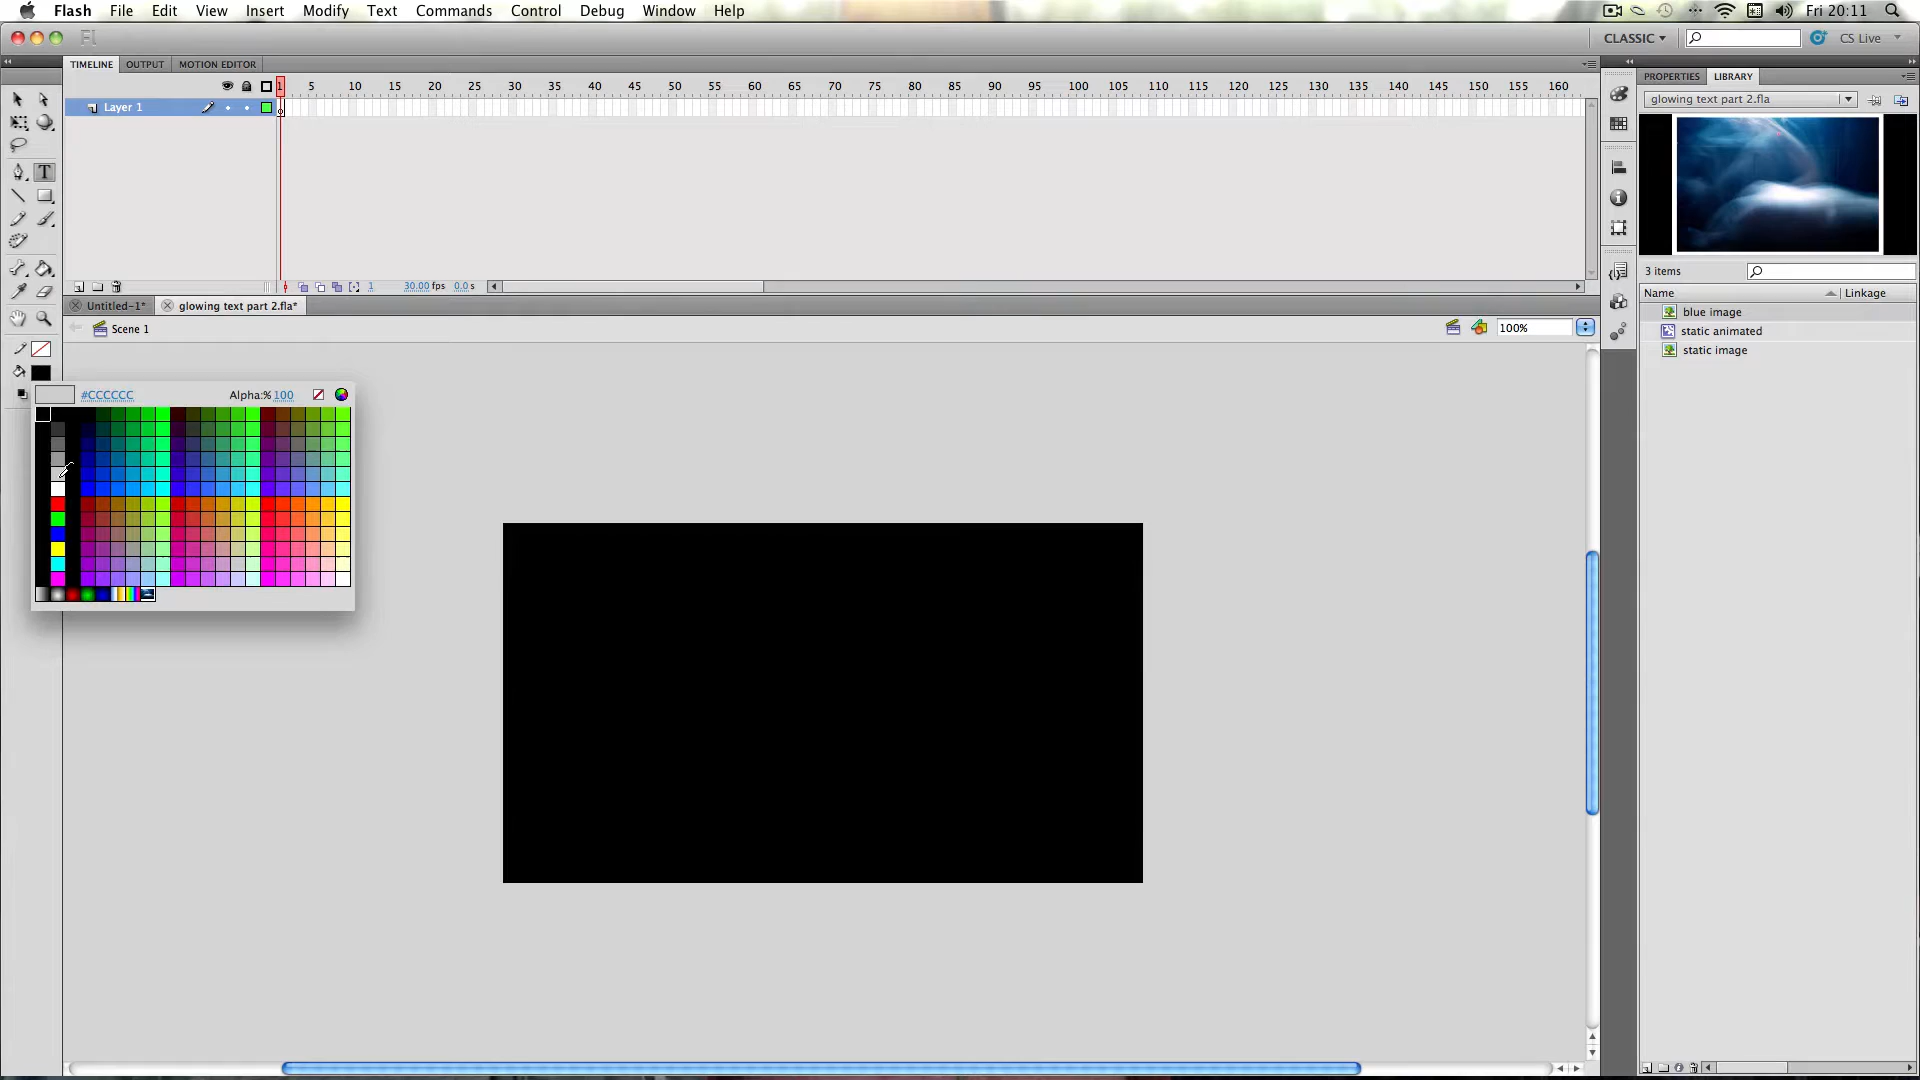 Flash File Edit View Insert Modify Text Commands Control Debug Window Help Fri 20:11
Fl CLASSIC CS Live
TIMELINE OUTPUT MOTION EDITOR PROPERTIES LIBRARY
1 5 10 15 20 25 30 35 40 45 50 55 60 65 70 75 80 85 90 95 100 105 110 115 120 125 130 135 140 145 150 155 160
glowing text part 2.fla
Layer 1
T
3 items
1 30.00 fps 0.0 s
Name Linkage
Untitled-1* glowing text part 2.fla*
blue image
Scene 1 100%
static animated
static image
#CCCCCC Alpha:% 100